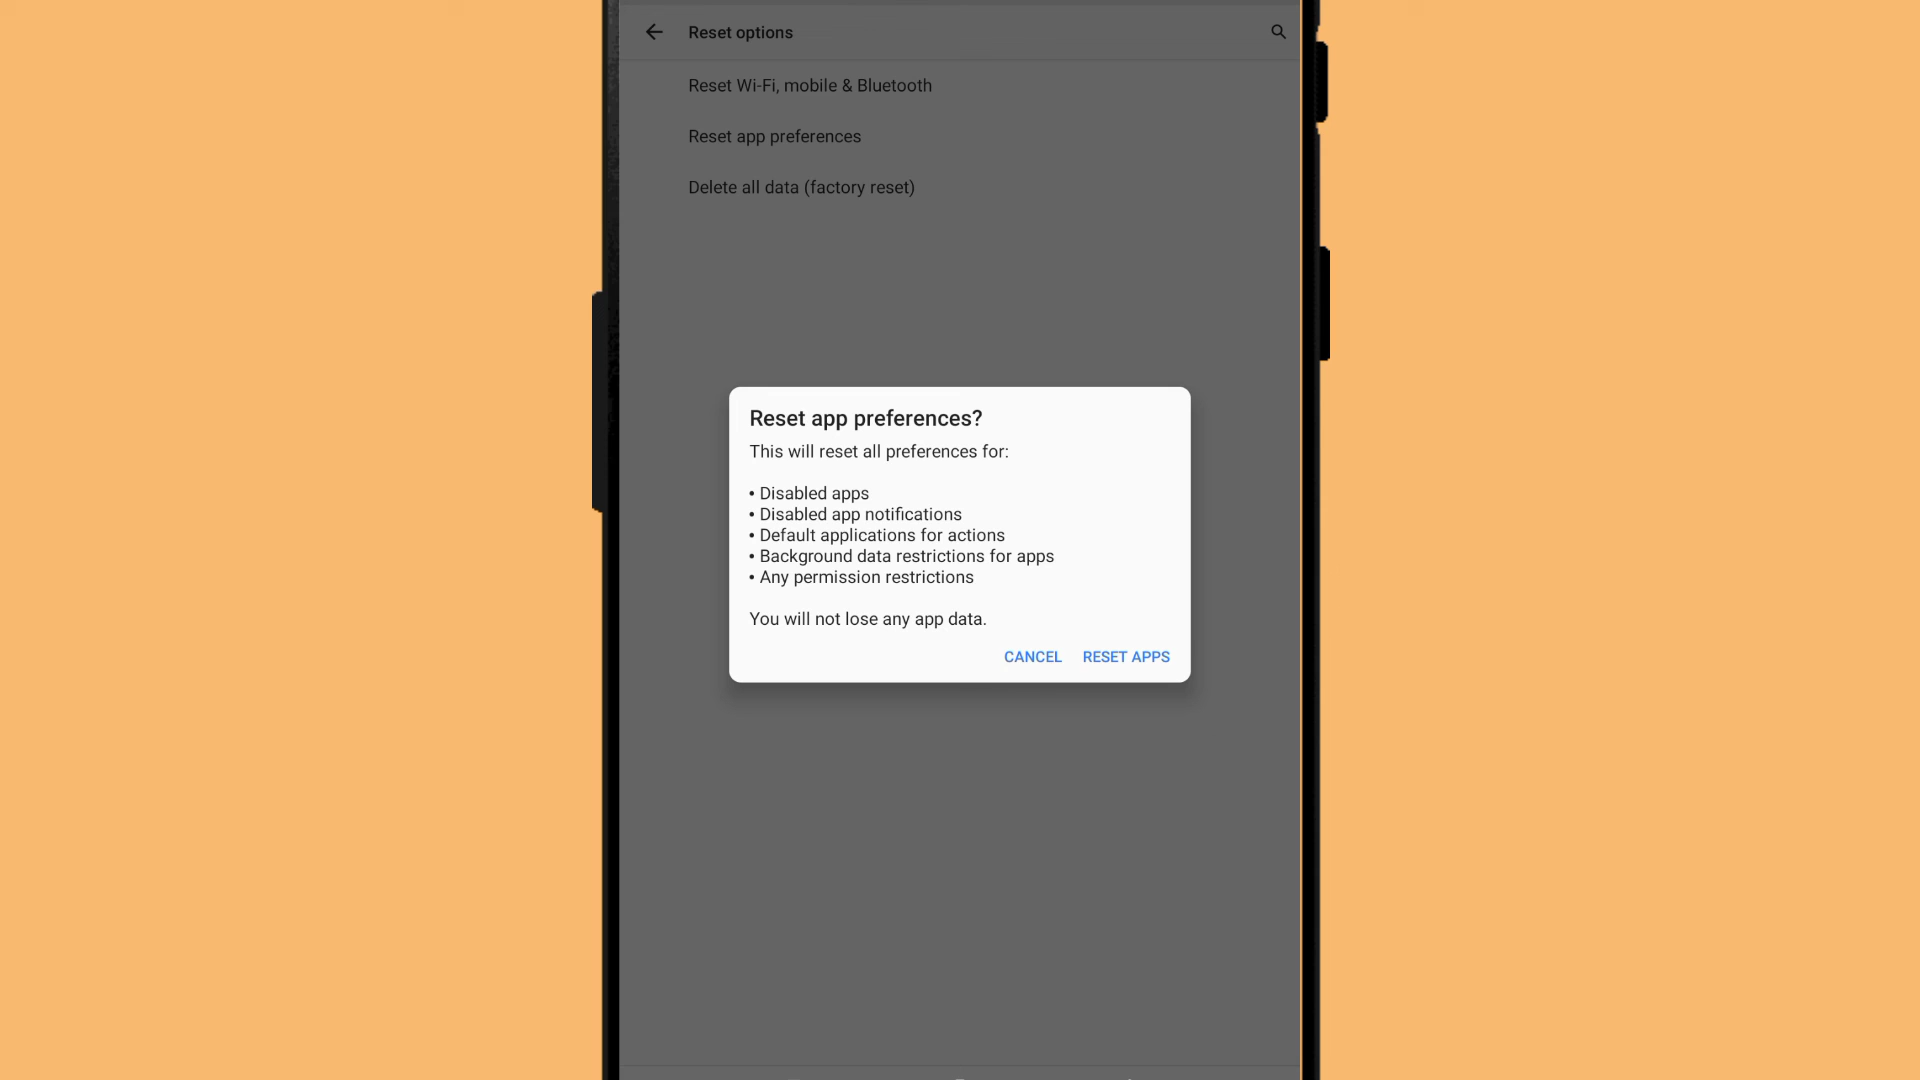 Reset options
Reset Wi-Fi, mobile & Bluetooth
Reset app preferences
Delete all data (factory reset)
Reset app preferences?
This will reset all preferences for:
• Disabled apps
• Disabled app notifications
• Default applications for actions
• Background data restrictions for apps
• Any permission restrictions
You will not lose any app data.
CANCEL RESET APPS